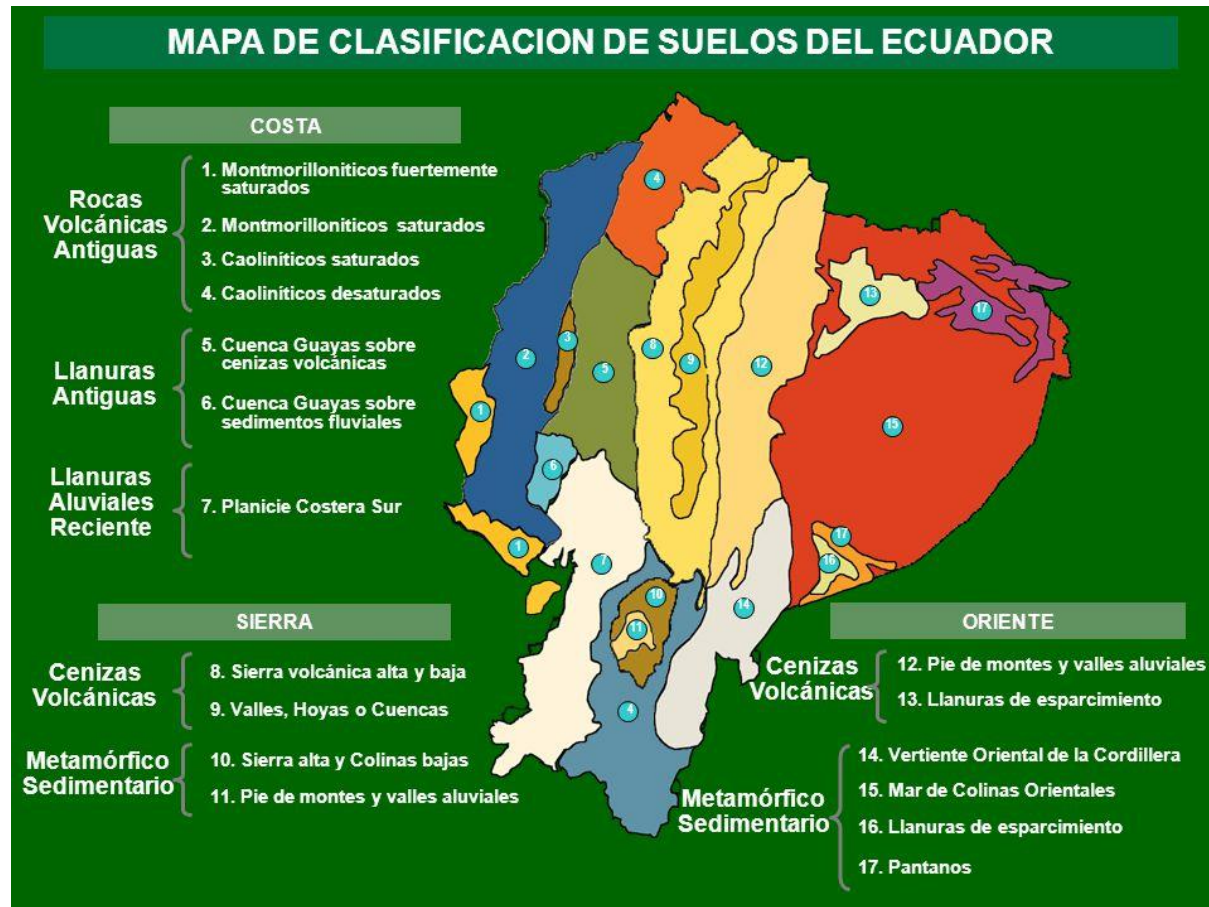 MAPA DE CLASIFICACION DE SUELOS DEL ECUADOR
COSTA
Rocas
Volcánicas
Antiguas
1. Montmorilloniticos fuertemente
saturados
2. Montmorilloniticos saturados
3. Caoliníticos saturados
4. Caoliníticos desaturados
Llanuras
Antiguas
5. Cuenca Guayas sobre
cenizas volcánicas
6. Cuenca Guayas sobre
sedimentos fluviales
Llanuras
Aluviales
Reciente
7. Planicie Costera Sur
SIERRA
Cenizas
Volcánicas
8. Sierra volcánica alta y baja
9. Valles, Hoyas o Cuencas
Metamórfico
Sedimentario
10. Sierra alta y Colinas bajas
11. Pie de montes y valles aluviales
ORIENTE
Cenizas
Volcánicas
12. Pie de montes y valles aluviales
13. Llanuras de esparcimiento
Metamórfico
Sedimentario
14. Vertiente Oriental de la Cordillera
15. Mar de Colinas Orientales
16. Llanuras de esparcimiento
17. Pantanos
4
13
17
3
2
8
9
12
5
1
15
6
17
1
7
16
10
14
11
4